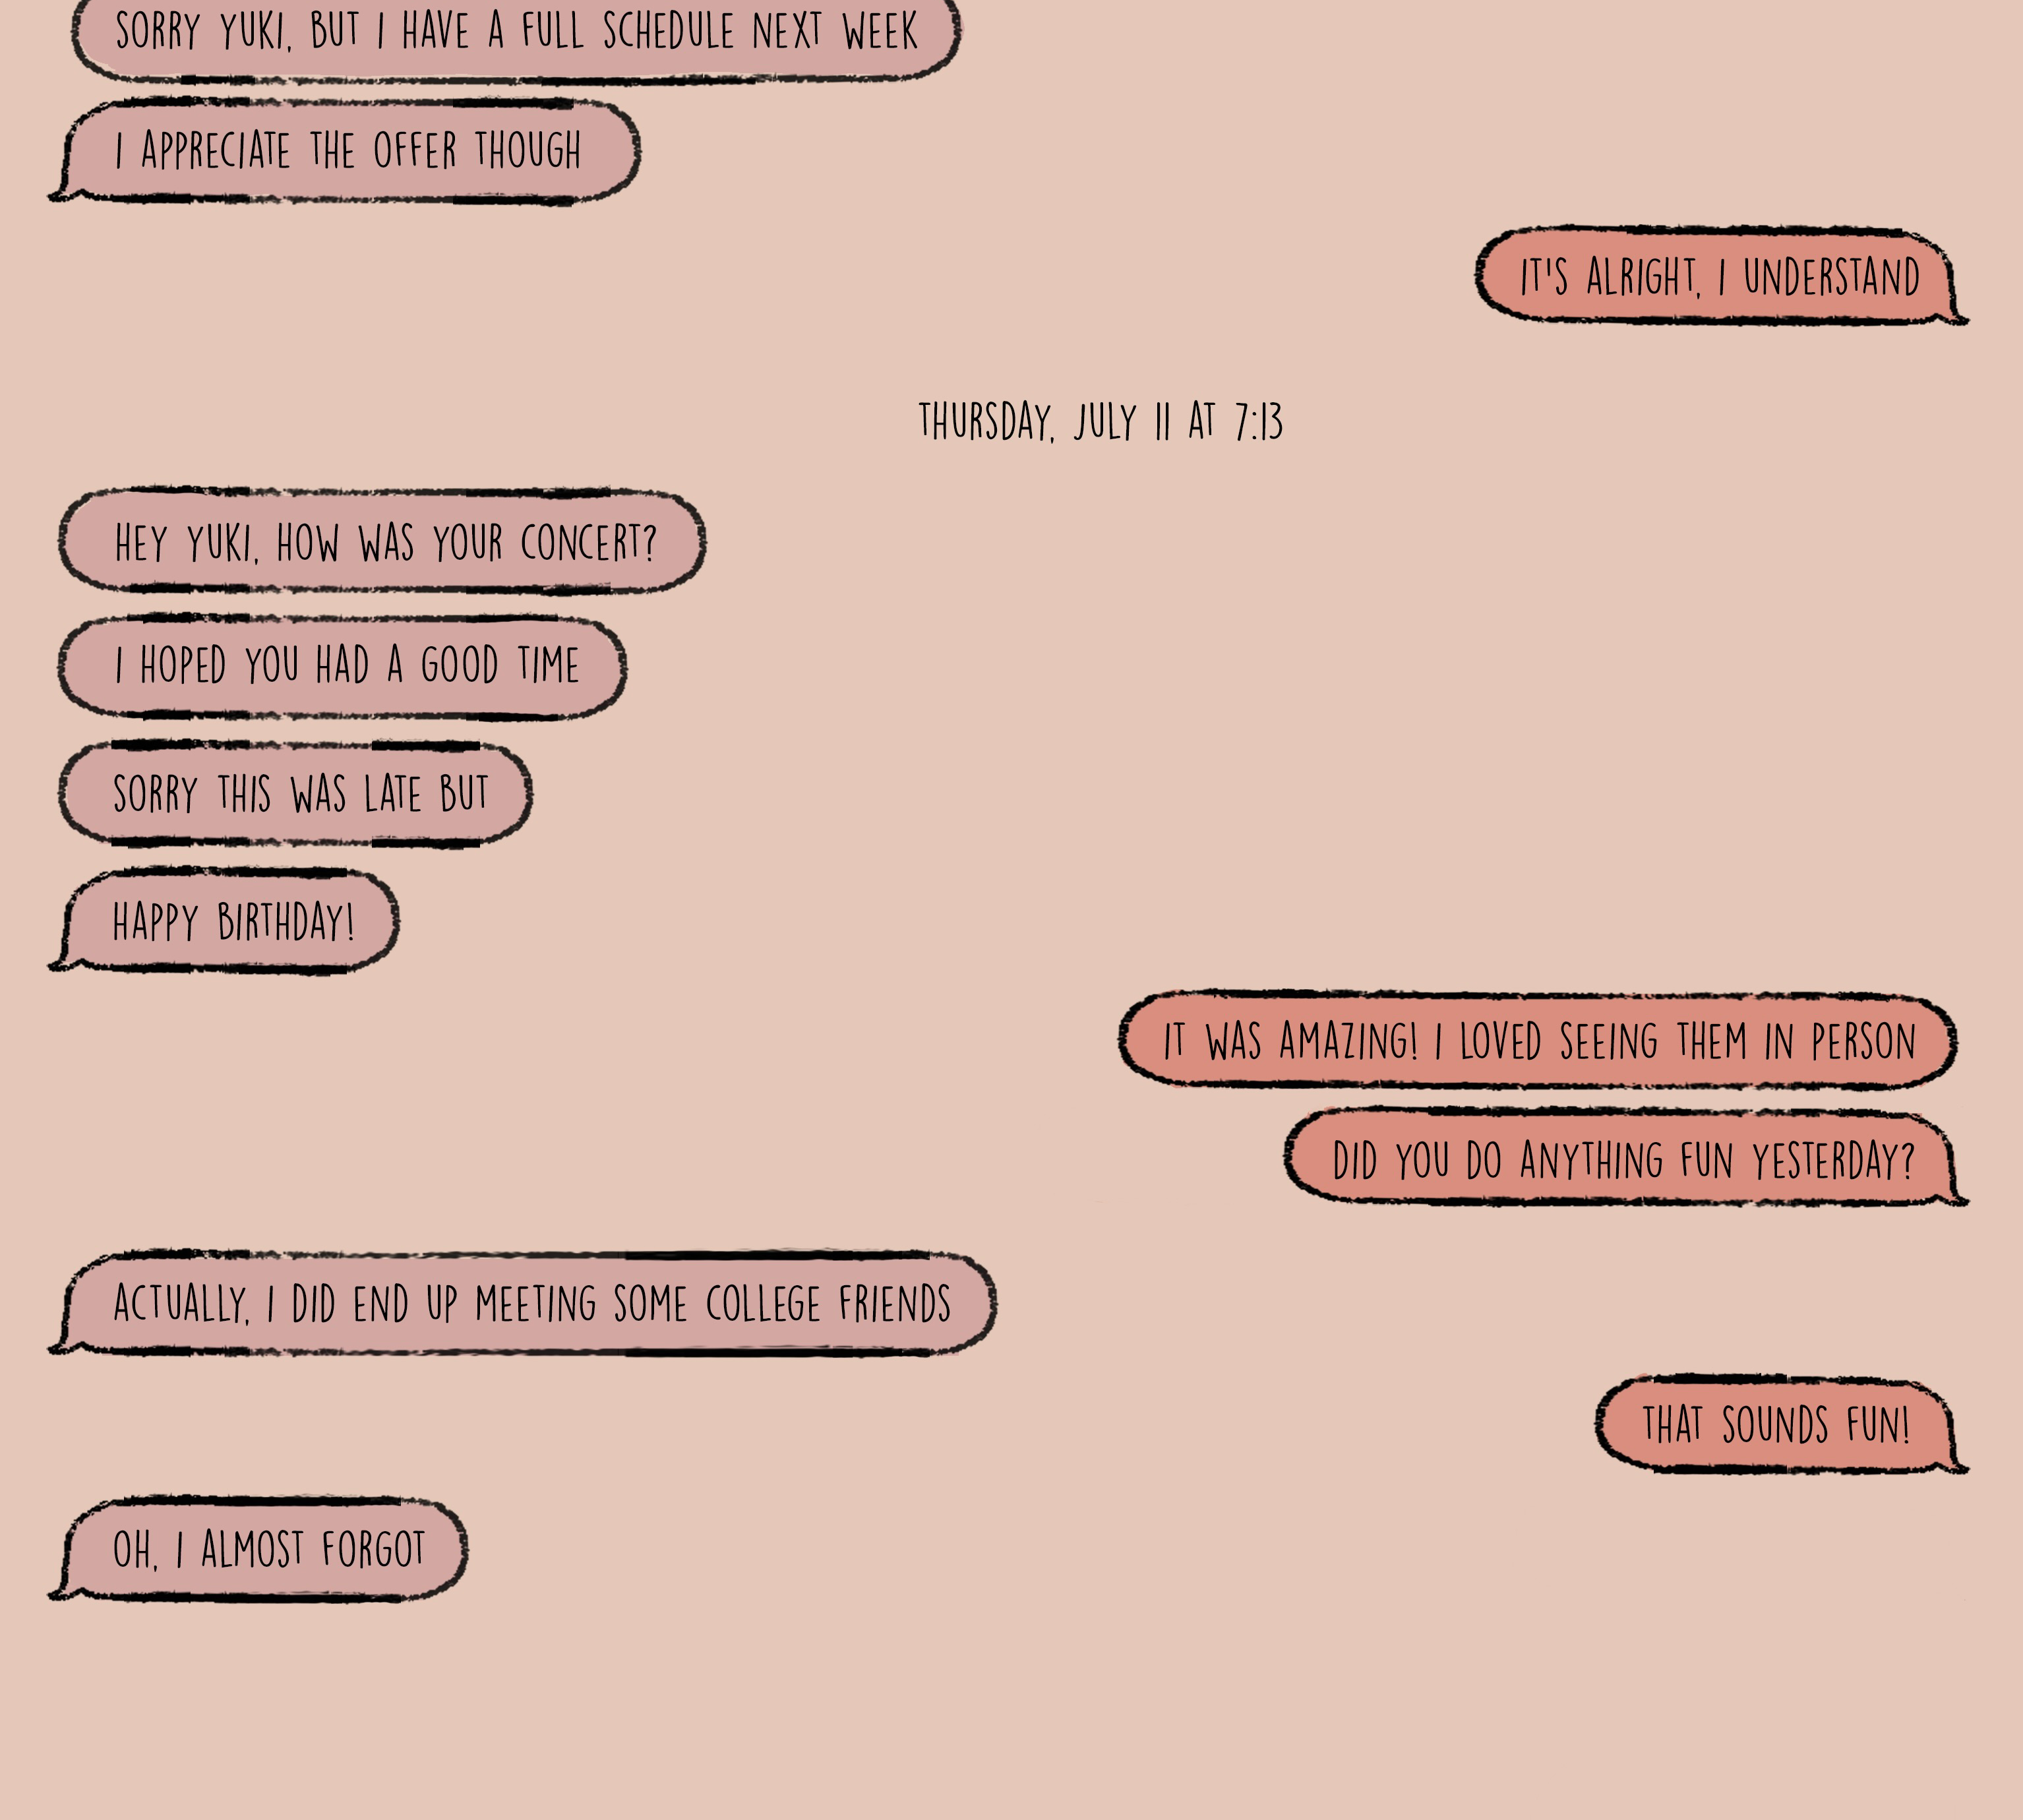 SORRY YUKI, BUT I HAVE A FULL SCHEDULE NEXT WEEK
I APPRECIATE THE OFFER THOUGH
IT'S ALRIGHT, I UNDERSTAND
THURSDAY, JULY 11 AT 7:13
HEY YUKI, HOW WAS YOUR CONCERT?
I HOPED YOU HAD A GOOD TIME
SORRY THIS WAS LATE BUT
HAPPY BIRTHDAY!
IT WAS AMAZING! I LOVED SEEING THEM IN PERSON
DID YOU DO ANYTHING FUN YESTERDAY?
ACTUALLY, I DID END UP MEETING SOME COLLEGE FRIENDS
THAT SOUNDS FUN!
OH, I ALMOST FORGOT